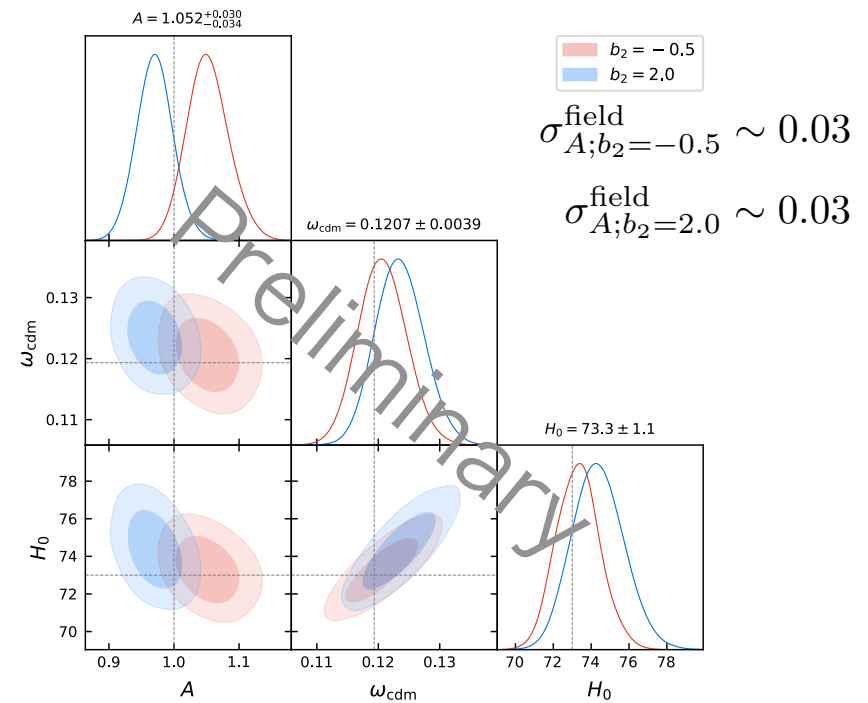 A = 1.052⁺⁰·⁰³⁰₋₀.₀₃₄
b₂ = − 0.5
b₂ = 2.0
σ^field_{A;b₂=−0.5} ∼ 0.03
σ^field_{A;b₂=2.0} ∼ 0.03
ω_cdm = 0.1207 ± 0.0039
Preliminary
0.13
0.12
0.11
ω_cdm
H₀ = 73.3 ± 1.1
78
76
74
72
70
H₀
0.9 1.0 1.1
0.11 0.12 0.13
70 72 74 76 78
A
ω_cdm
H₀